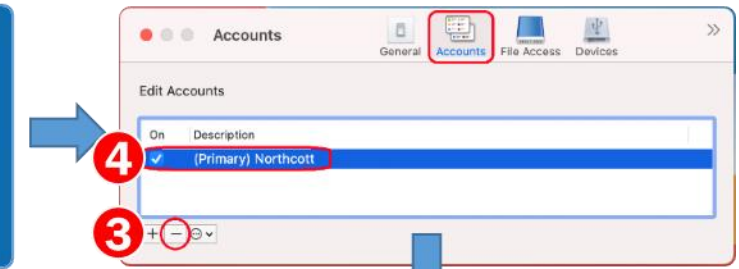 Accounts
General Accounts File Access Devices
Edit Accounts
On Description
4 (Primary) Northcott
3